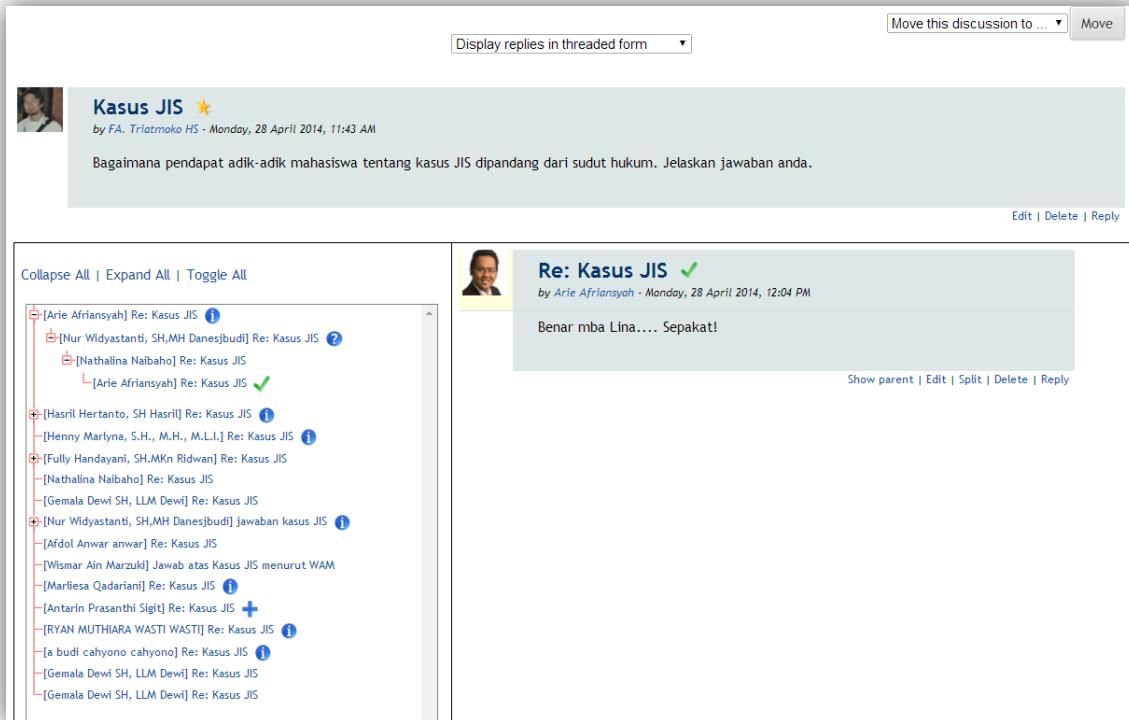 Move this discussion to ... Move
Display replies in threaded form
Kasus JIS
by FA. Triatmoko HS - Monday, 28 April 2014, 11:43 AM
Bagaimana pendapat adik-adik mahasiswa tentang kasus JIS dipandang dari sudut hukum. Jelaskan jawaban anda.
Edit | Delete | Reply
Collapse All | Expand All | Toggle All
[Arie Afriansyah] Re: Kasus JIS
[Nur Widyastanti, SH,MH Danesjbudi] Re: Kasus JIS
[Nathalina Naibaho] Re: Kasus JIS
[Arie Afriansyah] Re: Kasus JIS
[Hasril Hertanto, SH Hasril] Re: Kasus JIS
[Henny Marlyna, S.H., M.H., M.L.I.] Re: Kasus JIS
[Fully Handayani, SH.MKn Ridwan] Re: Kasus JIS
[Nathalina Naibaho] Re: Kasus JIS
[Gemala Dewi SH, LLM Dewi] Re: Kasus JIS
[Nur Widyastanti, SH,MH Danesjbudi] jawaban kasus JIS
[Afdol Anwar anwar] Re: Kasus JIS
[Wismar Ain Marzuki] Jawab atas Kasus JIS menurut WAM
[Marliesa Qadariani] Re: Kasus JIS
[Antarin Prasanthi Sigit] Re: Kasus JIS
[RYAN MUTHIARA WASTI WASTI] Re: Kasus JIS
[a budi cahyono cahyono] Re: Kasus JIS
[Gemala Dewi SH, LLM Dewi] Re: Kasus JIS
[Gemala Dewi SH, LLM Dewi] Re: Kasus JIS
Re: Kasus JIS
by Arie Afriansyah - Monday, 28 April 2014, 12:04 PM
Benar mba Lina.... Sepakat!
Show parent | Edit | Split | Delete | Reply